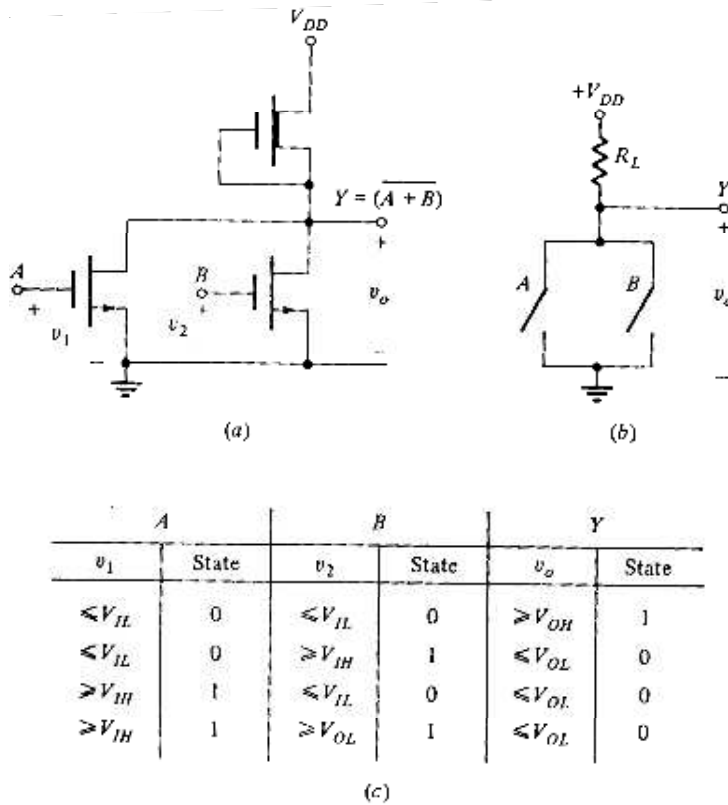 V_DD
+V_DD
R_L
Y = (A + B)‾
Y
+
+
A
B
A
B
+
+
v_o
v_o
v_1
v_2
−
−
−
(a)
(b)
A B Y
v_1 State v_2 State v_o State
≤V_IL 0 ≤V_IL 0 ≥V_OH 1
≤V_IL 0 ≥V_IH 1 ≤V_OL 0
≥V_IH 1 ≤V_IL 0 ≤V_OL 0
≥V_IH 1 ≥V_OL 1 ≤V_OL 0
(c)